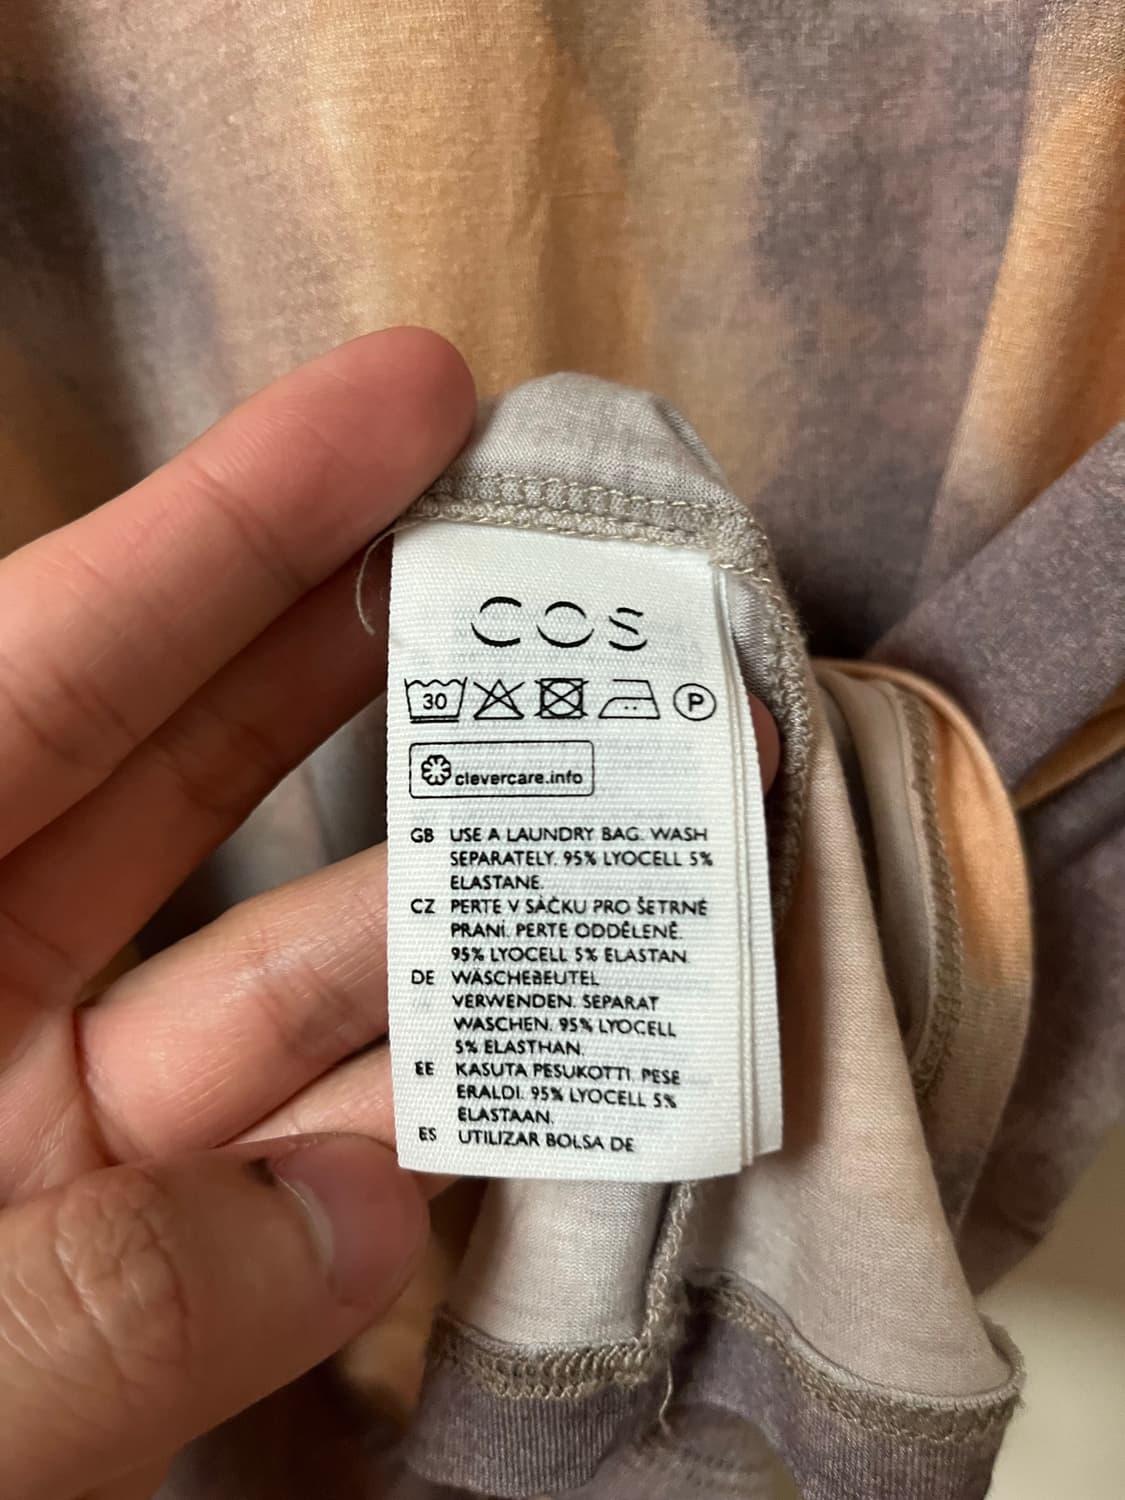 COS
30 P
clevercare.info
GB USE A LAUNDRY BAG. WASH
SEPARATELY. 95% LYOCELL 5%
ELASTANE.
CZ PERTE V SÁČKU PRO ŠETRNÉ
PRANÍ. PERTE ODDĚLENĚ.
95% LYOCELL 5% ELASTAN.
DE WÄSCHEBEUTEL
VERWENDEN. SEPARAT
WASCHEN. 95% LYOCELL
5% ELASTHAN.
EE KASUTA PESUKOTTI. PESE
ERALDI. 95% LYOCELL 5%
ELASTAAN.
ES UTILIZAR BOLSA DE